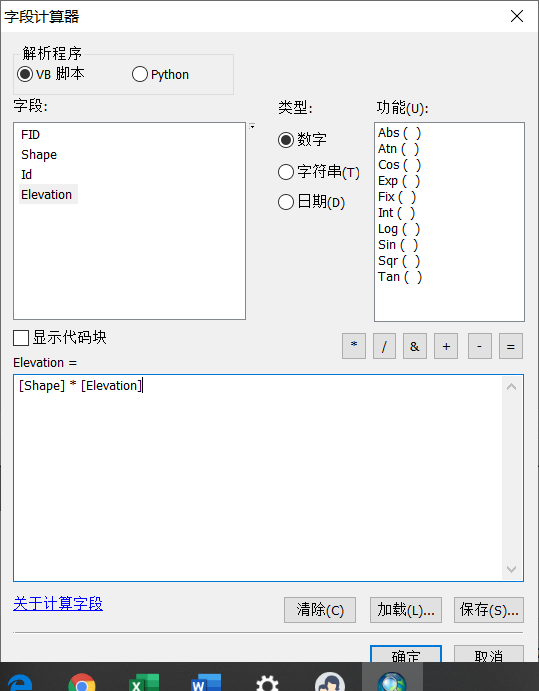 字段计算器
解析程序
VB 脚本
Python
字段:
类型:
功能(U):
FID
Shape
Id
Elevation
数字
字符串(T)
日期(D)
Abs ( )
Atn ( )
Cos ( )
Exp ( )
Fix ( )
Int ( )
Log ( )
Sin ( )
Sqr ( )
Tan ( )
显示代码块
* / & + - =
Elevation =
[Shape] * [Elevation]
关于计算字段
清除(C)
加载(L)...
保存(S)...
确定
取消